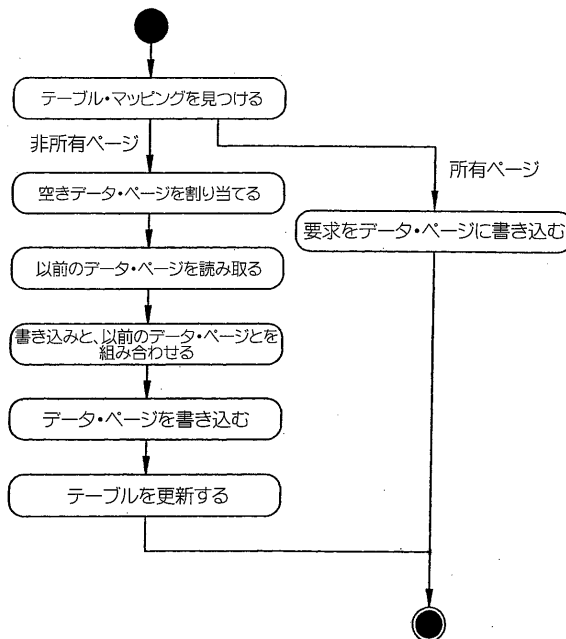 テーブル・マッピングを見つける
非所有ページ
所有ページ
空きデータ・ページを割り当てる
要求をデータ・ページに書き込む
以前のデータ・ページを読み取る
書き込みと、以前のデータ・ページとを
組み合わせる
データ・ページを書き込む
テーブルを更新する